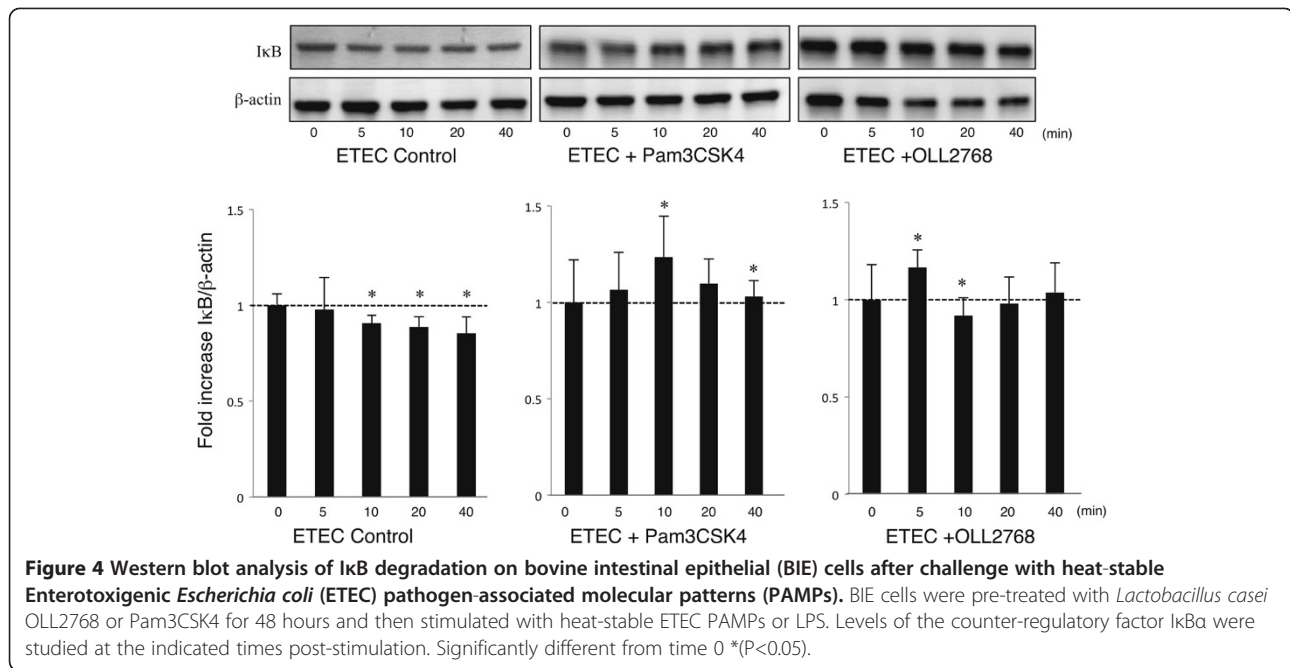 IκB
β-actin
0 5 10 20 40
0 5 10 20 40
0 5 10 20 40 (min)
ETEC Control
ETEC + Pam3CSK4
ETEC +OLL2768
Fold increase IκB/β-actin
1.5
1
0.5
0
* * *
0 5 10 20 40
ETEC Control
1.5
1
0.5
0
* *
0 5 10 20 40
ETEC + Pam3CSK4
1.5
1
0.5
0
* *
0 5 10 20 40 (min)
ETEC +OLL2768
Figure 4 Western blot analysis of IκB degradation on bovine intestinal epithelial (BIE) cells after challenge with heat-stable
Enterotoxigenic Escherichia coli (ETEC) pathogen-associated molecular patterns (PAMPs). BIE cells were pre-treated with Lactobacillus casei
OLL2768 or Pam3CSK4 for 48 hours and then stimulated with heat-stable ETEC PAMPs or LPS. Levels of the counter-regulatory factor IκBα were
studied at the indicated times post-stimulation. Significantly different from time 0 *(P<0.05).